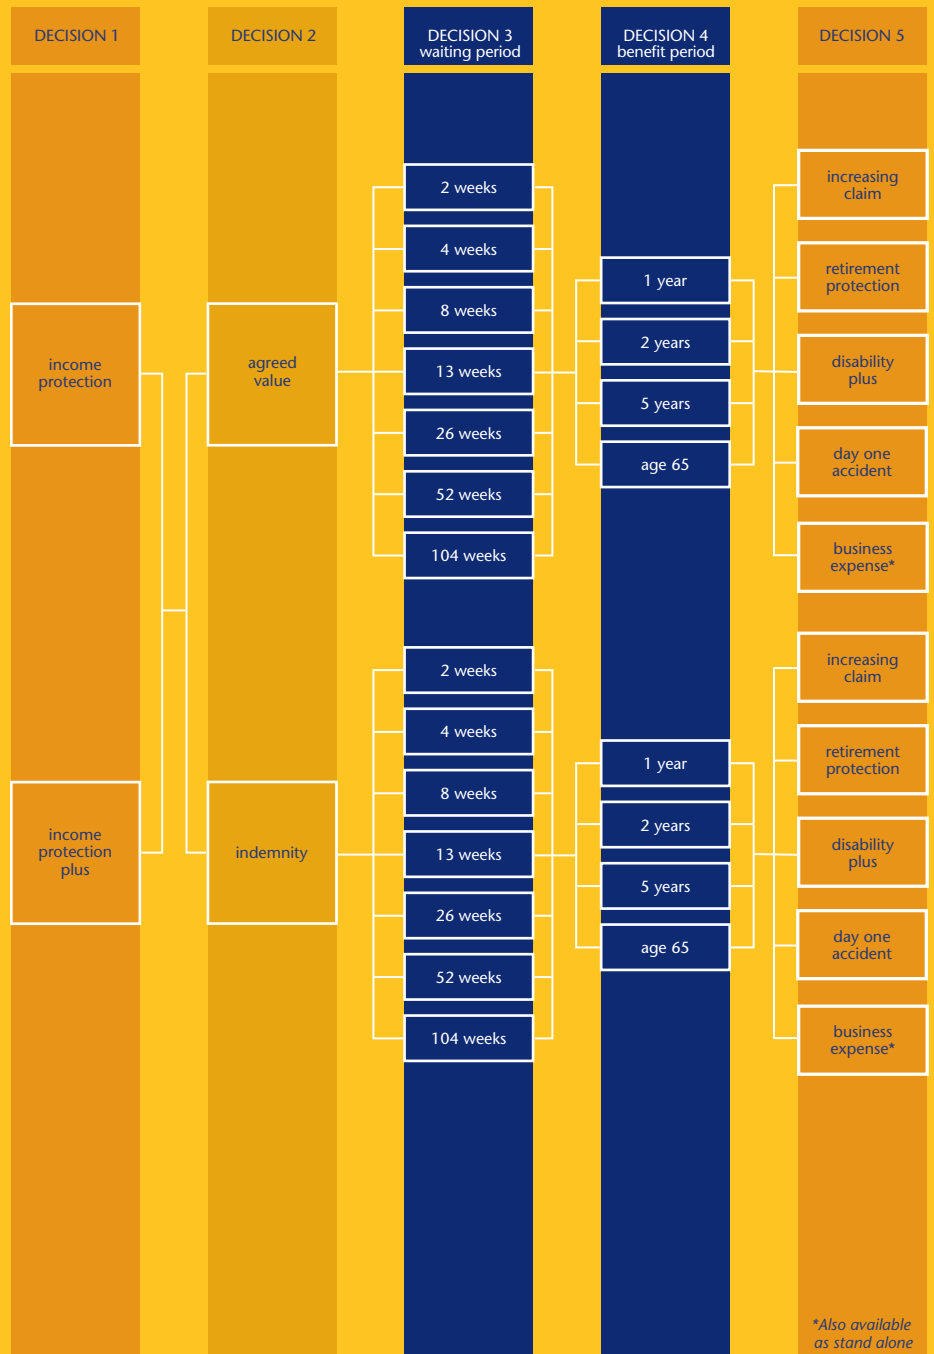 DECISION 1
DECISION 2
DECISION 3
waiting period
DECISION 4
benefit period
DECISION 5
income
protection
income
protection
plus
agreed
value
indemnity
2 weeks
4 weeks
8 weeks
13 weeks
26 weeks
52 weeks
104 weeks
2 weeks
4 weeks
8 weeks
13 weeks
26 weeks
52 weeks
104 weeks
1 year
2 years
5 years
age 65
1 year
2 years
5 years
age 65
increasing
claim
retirement
protection
disability
plus
day one
accident
business
expense*
increasing
claim
retirement
protection
disability
plus
day one
accident
business
expense*
*Also available
as stand alone